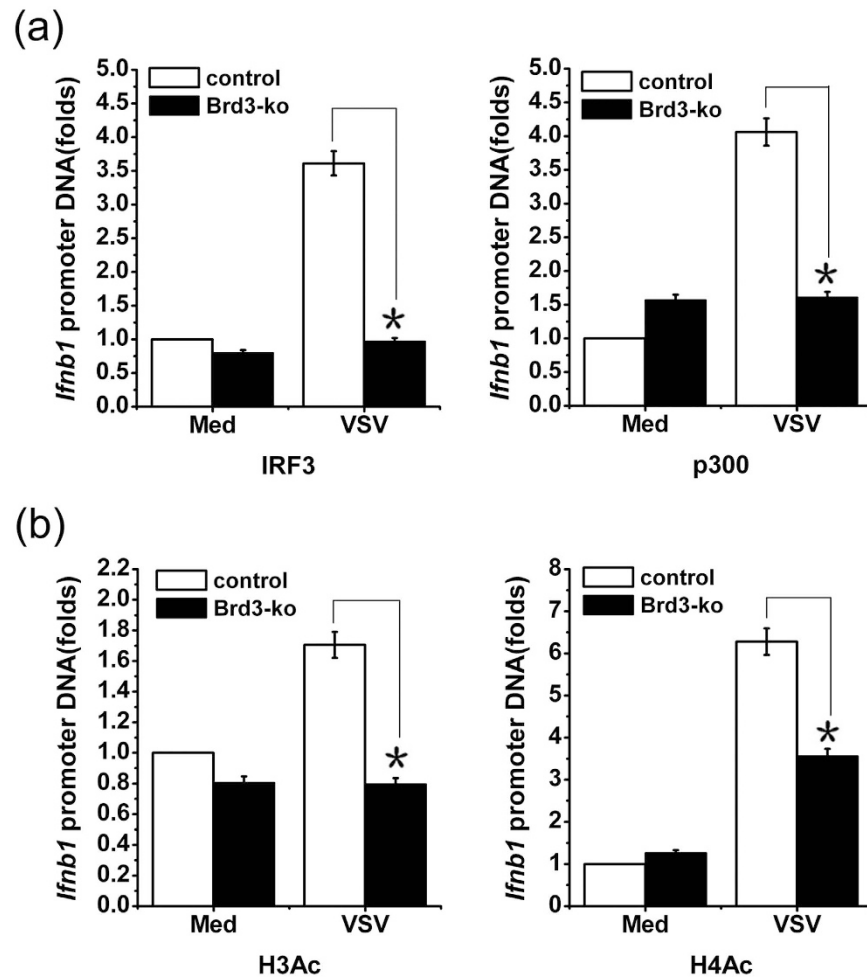 (a)
control
Brd3-ko
Ifnb1 promoter DNA(folds)
5.0
4.5
4.0
3.5
3.0
2.5
2.0
1.5
1.0
0.5
0.0
*
Med VSV
IRF3
control
Brd3-ko
Ifnb1 promoter DNA(folds)
5.0
4.5
4.0
3.5
3.0
2.5
2.0
1.5
1.0
0.5
0.0
*
Med VSV
p300
(b)
control
Brd3-ko
Ifnb1 promoter DNA(folds)
2.2
2.0
1.8
1.6
1.4
1.2
1.0
0.8
0.6
0.4
0.2
0.0
*
Med VSV
H3Ac
control
Brd3-ko
Ifnb1 promoter DNA(folds)
8
7
6
5
4
3
2
1
0
*
Med VSV
H4Ac